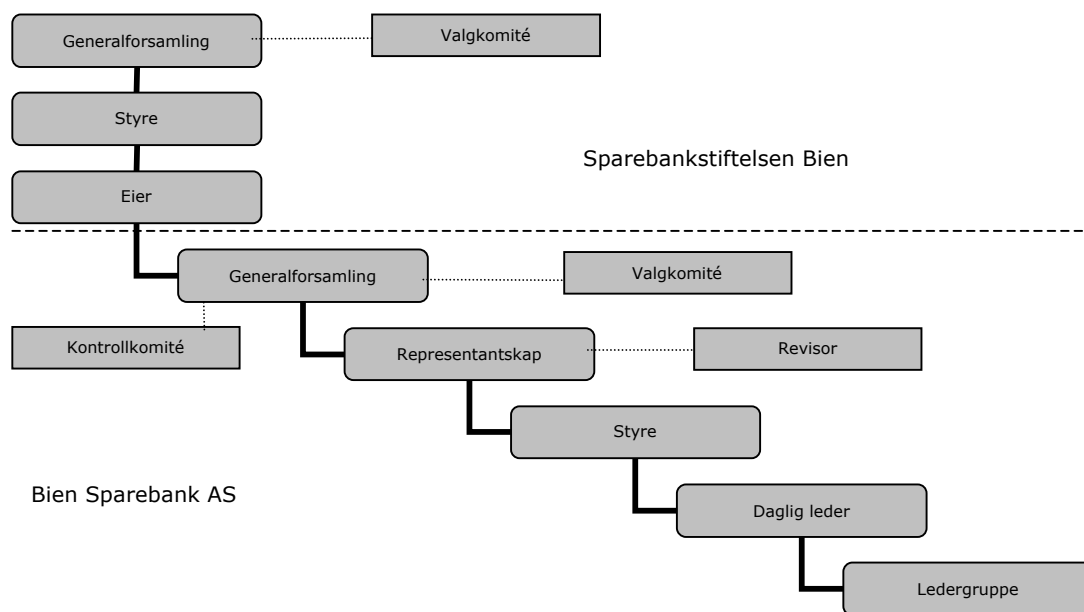 Generalforsamling
Valgkomité
Styre
Sparebankstiftelsen Bien
Eier
Generalforsamling
Valgkomité
Kontrollkomité
Representantskap
Revisor
Styre
Bien Sparebank AS
Daglig leder
Ledergruppe